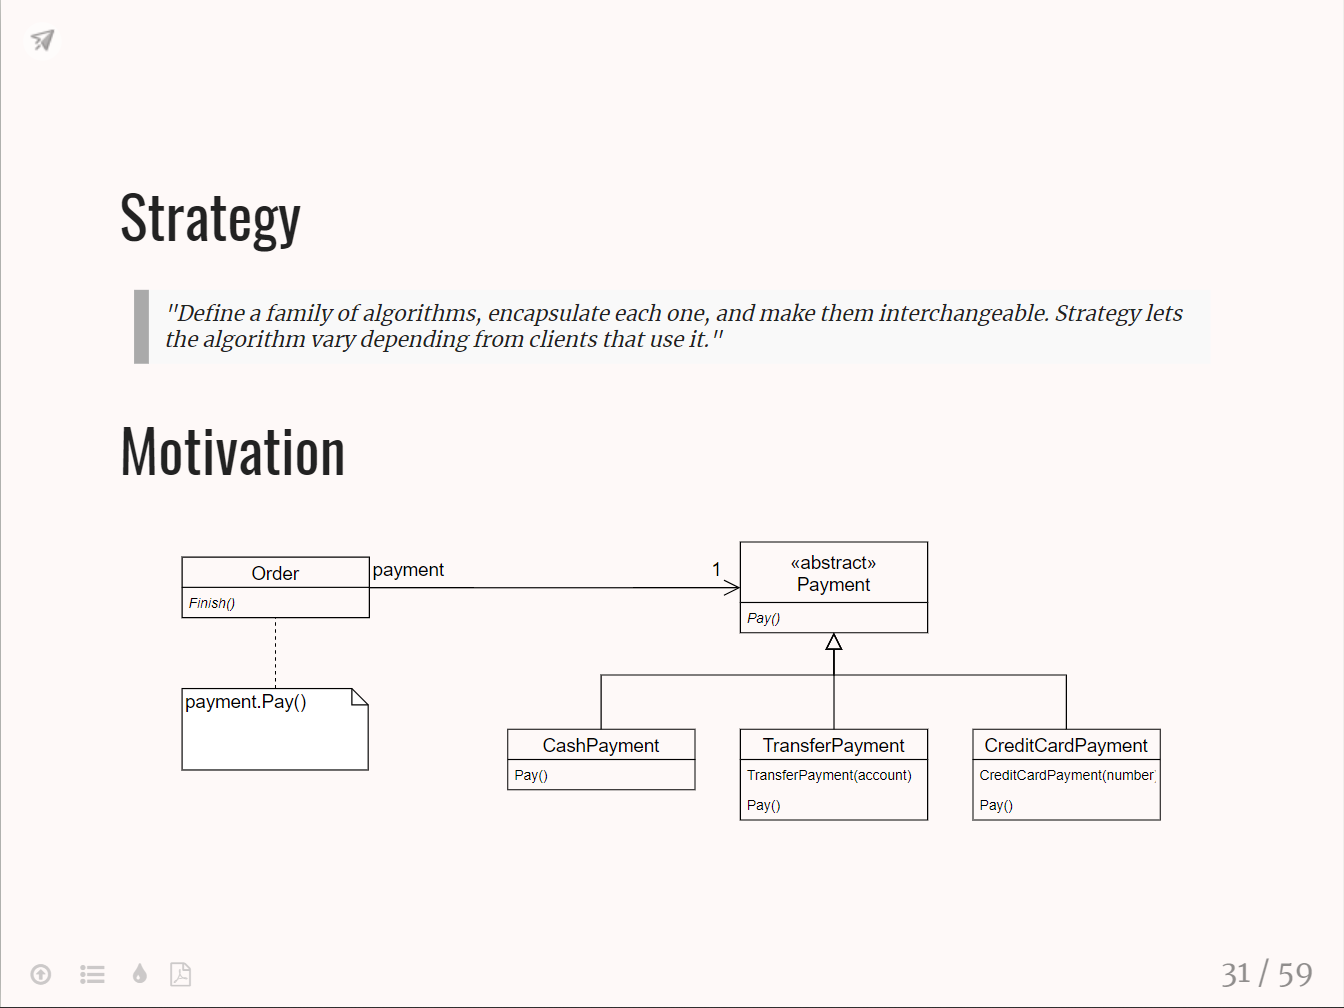 Strategy
"Define a family of algorithms, encapsulate each one, and make them interchangeable. Strategy lets
the algorithm vary depending from clients that use it."
Motivation
Order
Finish()
payment
1
«abstract»
Payment
Pay()
payment.Pay()
CashPayment
Pay()
TransferPayment
TransferPayment(account)
Pay()
CreditCardPayment
CreditCardPayment(number
Pay()
31 / 59